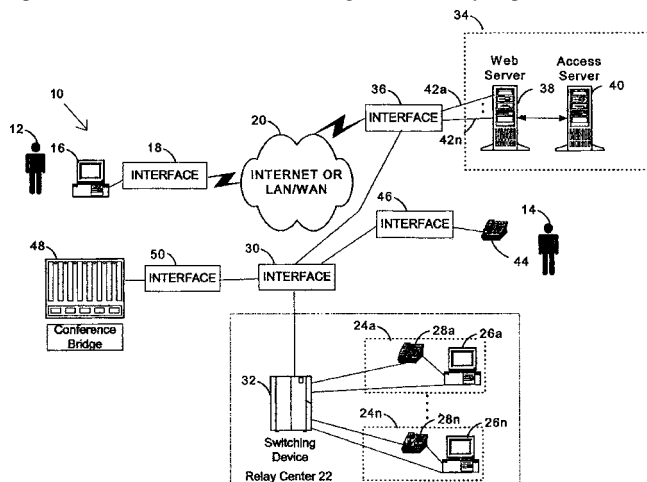 34
Web Server
Access Server
10
36
42a
38
40
12
20
INTERFACE
42n
16
18
INTERFACE
INTERNET OR LAN/WAN
46
14
48
INTERFACE
50
30
44
INTERFACE
INTERFACE
Conference Bridge
24a
28a
26a
32
24n
28n
26n
Switching Device
Relay Center 22